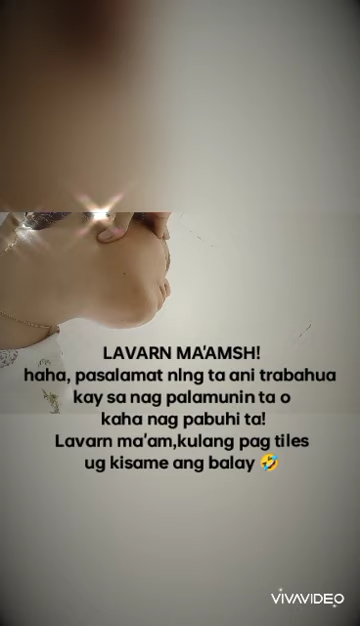 LAVARN MA'AMSH!
haha, pasalamat nlng ta ani trabahua
kay sa nag palamunin ta o
kaha nag pabuhi ta!
Lavarn ma'am,kulang pag tiles
ug kisame ang balay 🤣
VIVAVIDEO